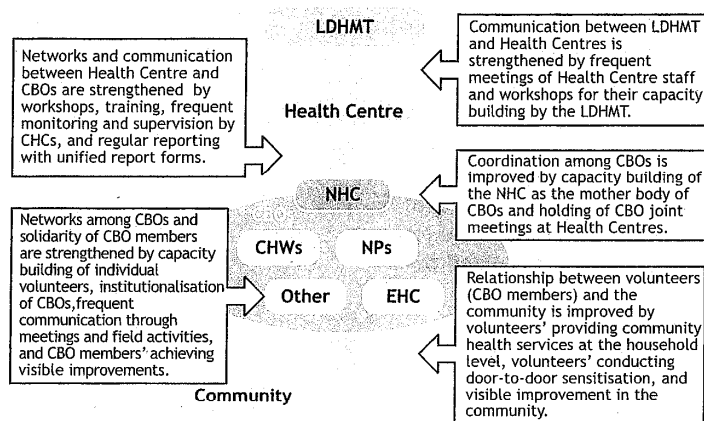 LDHMT
Communication between LDHMT
and Health Centres is
strengthened by frequent
meetings of Health Centre staff
and workshops for their capacity
building by the LDHMT.
Networks and communication
between Health Centre and
CBOs are strengthened by
workshops, training, frequent
monitoring and supervision by
CHCs, and regular reporting
with unified report forms.
Health Centre
Coordination among CBOs is
improved by capacity building of
the NHC as the mother body of
CBOs and holding of CBO joint
meetings at Health Centres.
NHC
Networks among CBOs and
solidarity of CBO members
are strengthened by capacity
building of individual
volunteers, institutionalisation
of CBOs,frequent
communication through
meetings and field activities,
and CBO members' achieving
visible improvements.
CHWs
NPs
Other
EHC
Relationship between volunteers
(CBO members) and the
community is improved by
volunteers' providing community
health services at the household
level, volunteers' conducting
door-to-door sensitisation, and
visible improvement in the
community.
Community